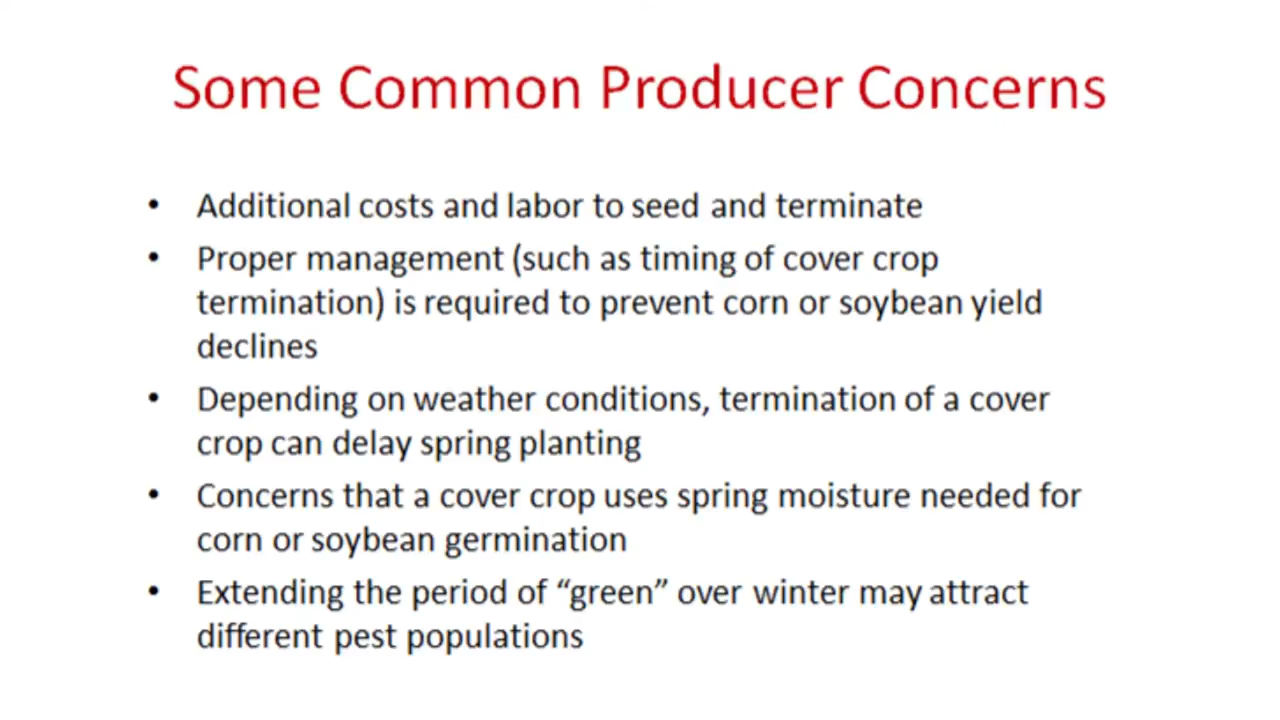 Some Common Producer Concerns
• Additional costs and labor to seed and terminate
• Proper management (such as timing of cover crop
termination) is required to prevent corn or soybean yield
declines
• Depending on weather conditions, termination of a cover
crop can delay spring planting
• Concerns that a cover crop uses spring moisture needed for
corn or soybean germination
• Extending the period of “green” over winter may attract
different pest populations